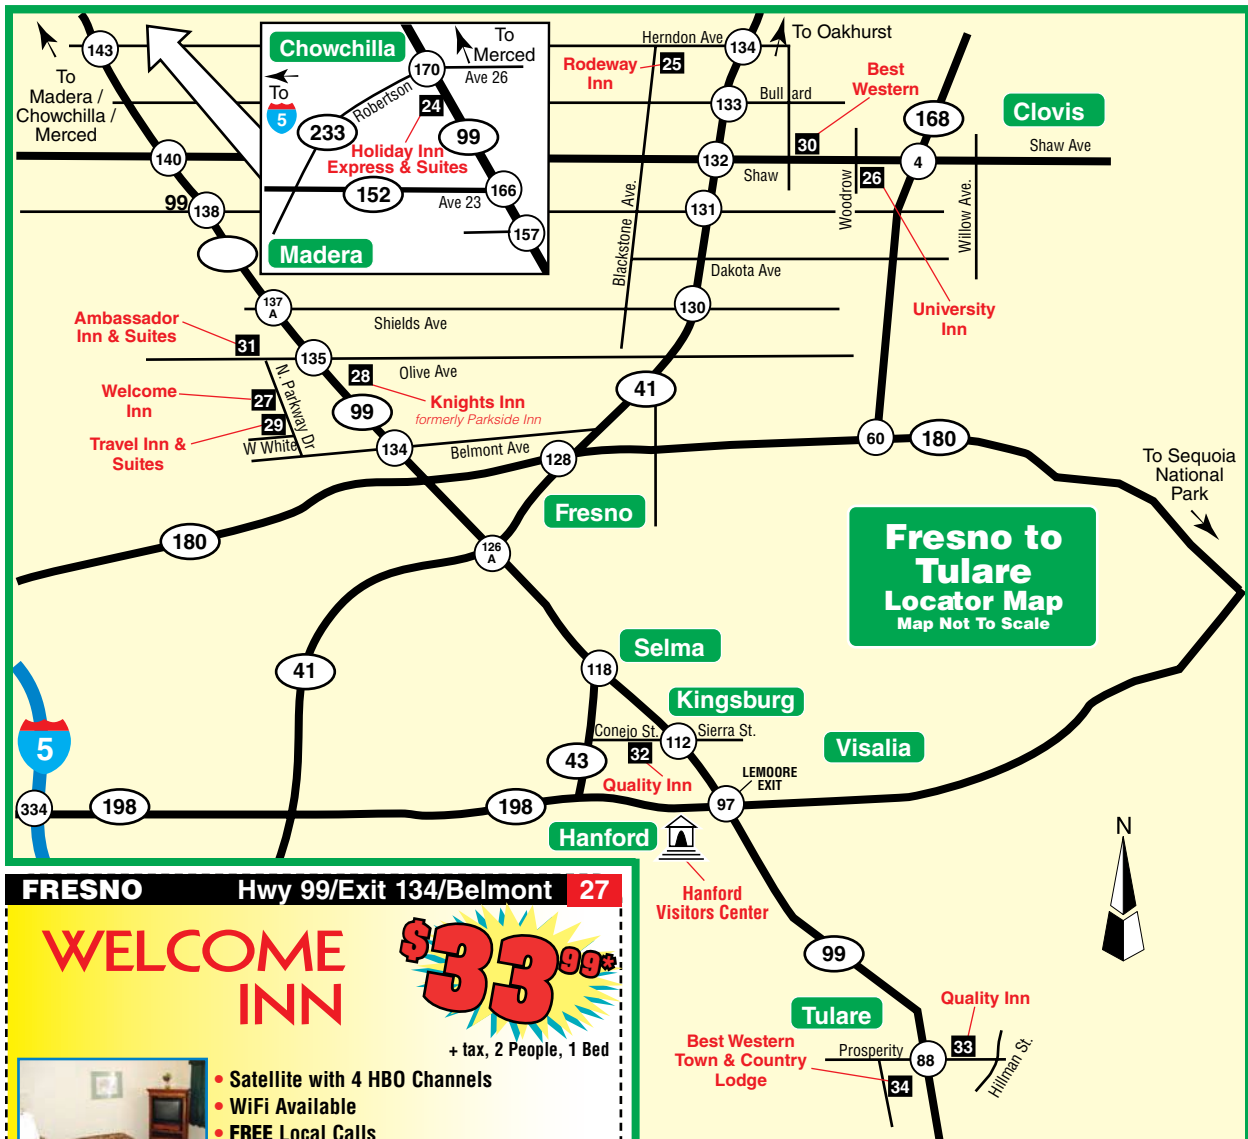 143
To
Madera /
Chowchilla /
Merced
140
99
138
137
A
Ambassador
Inn & Suites
31
135
Shields Ave
Olive Ave
28
Knights Inn
formerly Parkside Inn
Welcome
Inn
27
29
N. Parkway Dr
99
Travel Inn &
Suites
W White
134
Belmont Ave
128
Chowchilla
To
Merced
170
Ave 26
To
5
Robertson
24
233
99
Holiday Inn
Express & Suites
152
166
Ave 23
157
Madera
Herndon Ave
134
To Oakhurst
Rodeway
Inn
25
Best
Western
133
Bullard
168
Clovis
30
132
Shaw
4
Shaw Ave
26
Woodrow
Willow Ave.
131
Blackstone Ave.
Dakota Ave
130
University
Inn
41
60
180
To Sequoia
National
Park
Fresno
180
126
A
Fresno to
Tulare
Locator Map
Map Not To Scale
41
Selma
118
Kingsburg
Conejo St.
112
Sierra St.
32
43
Quality Inn
Visalia
5
LEMOORE
EXIT
334
198
198
97
Hanford
Hanford
Visitors Center
N
99
Tulare
Quality Inn
33
Best Western
Town & Country
Lodge
Prosperity
88
34
Hillman St.
FRESNO Hwy 99/Exit 134/Belmont 27
WELCOME
INN
$33 99*
+ tax, 2 People, 1 Bed
• Satellite with 4 HBO Channels
• WiFi Available
• FREE Local Calls